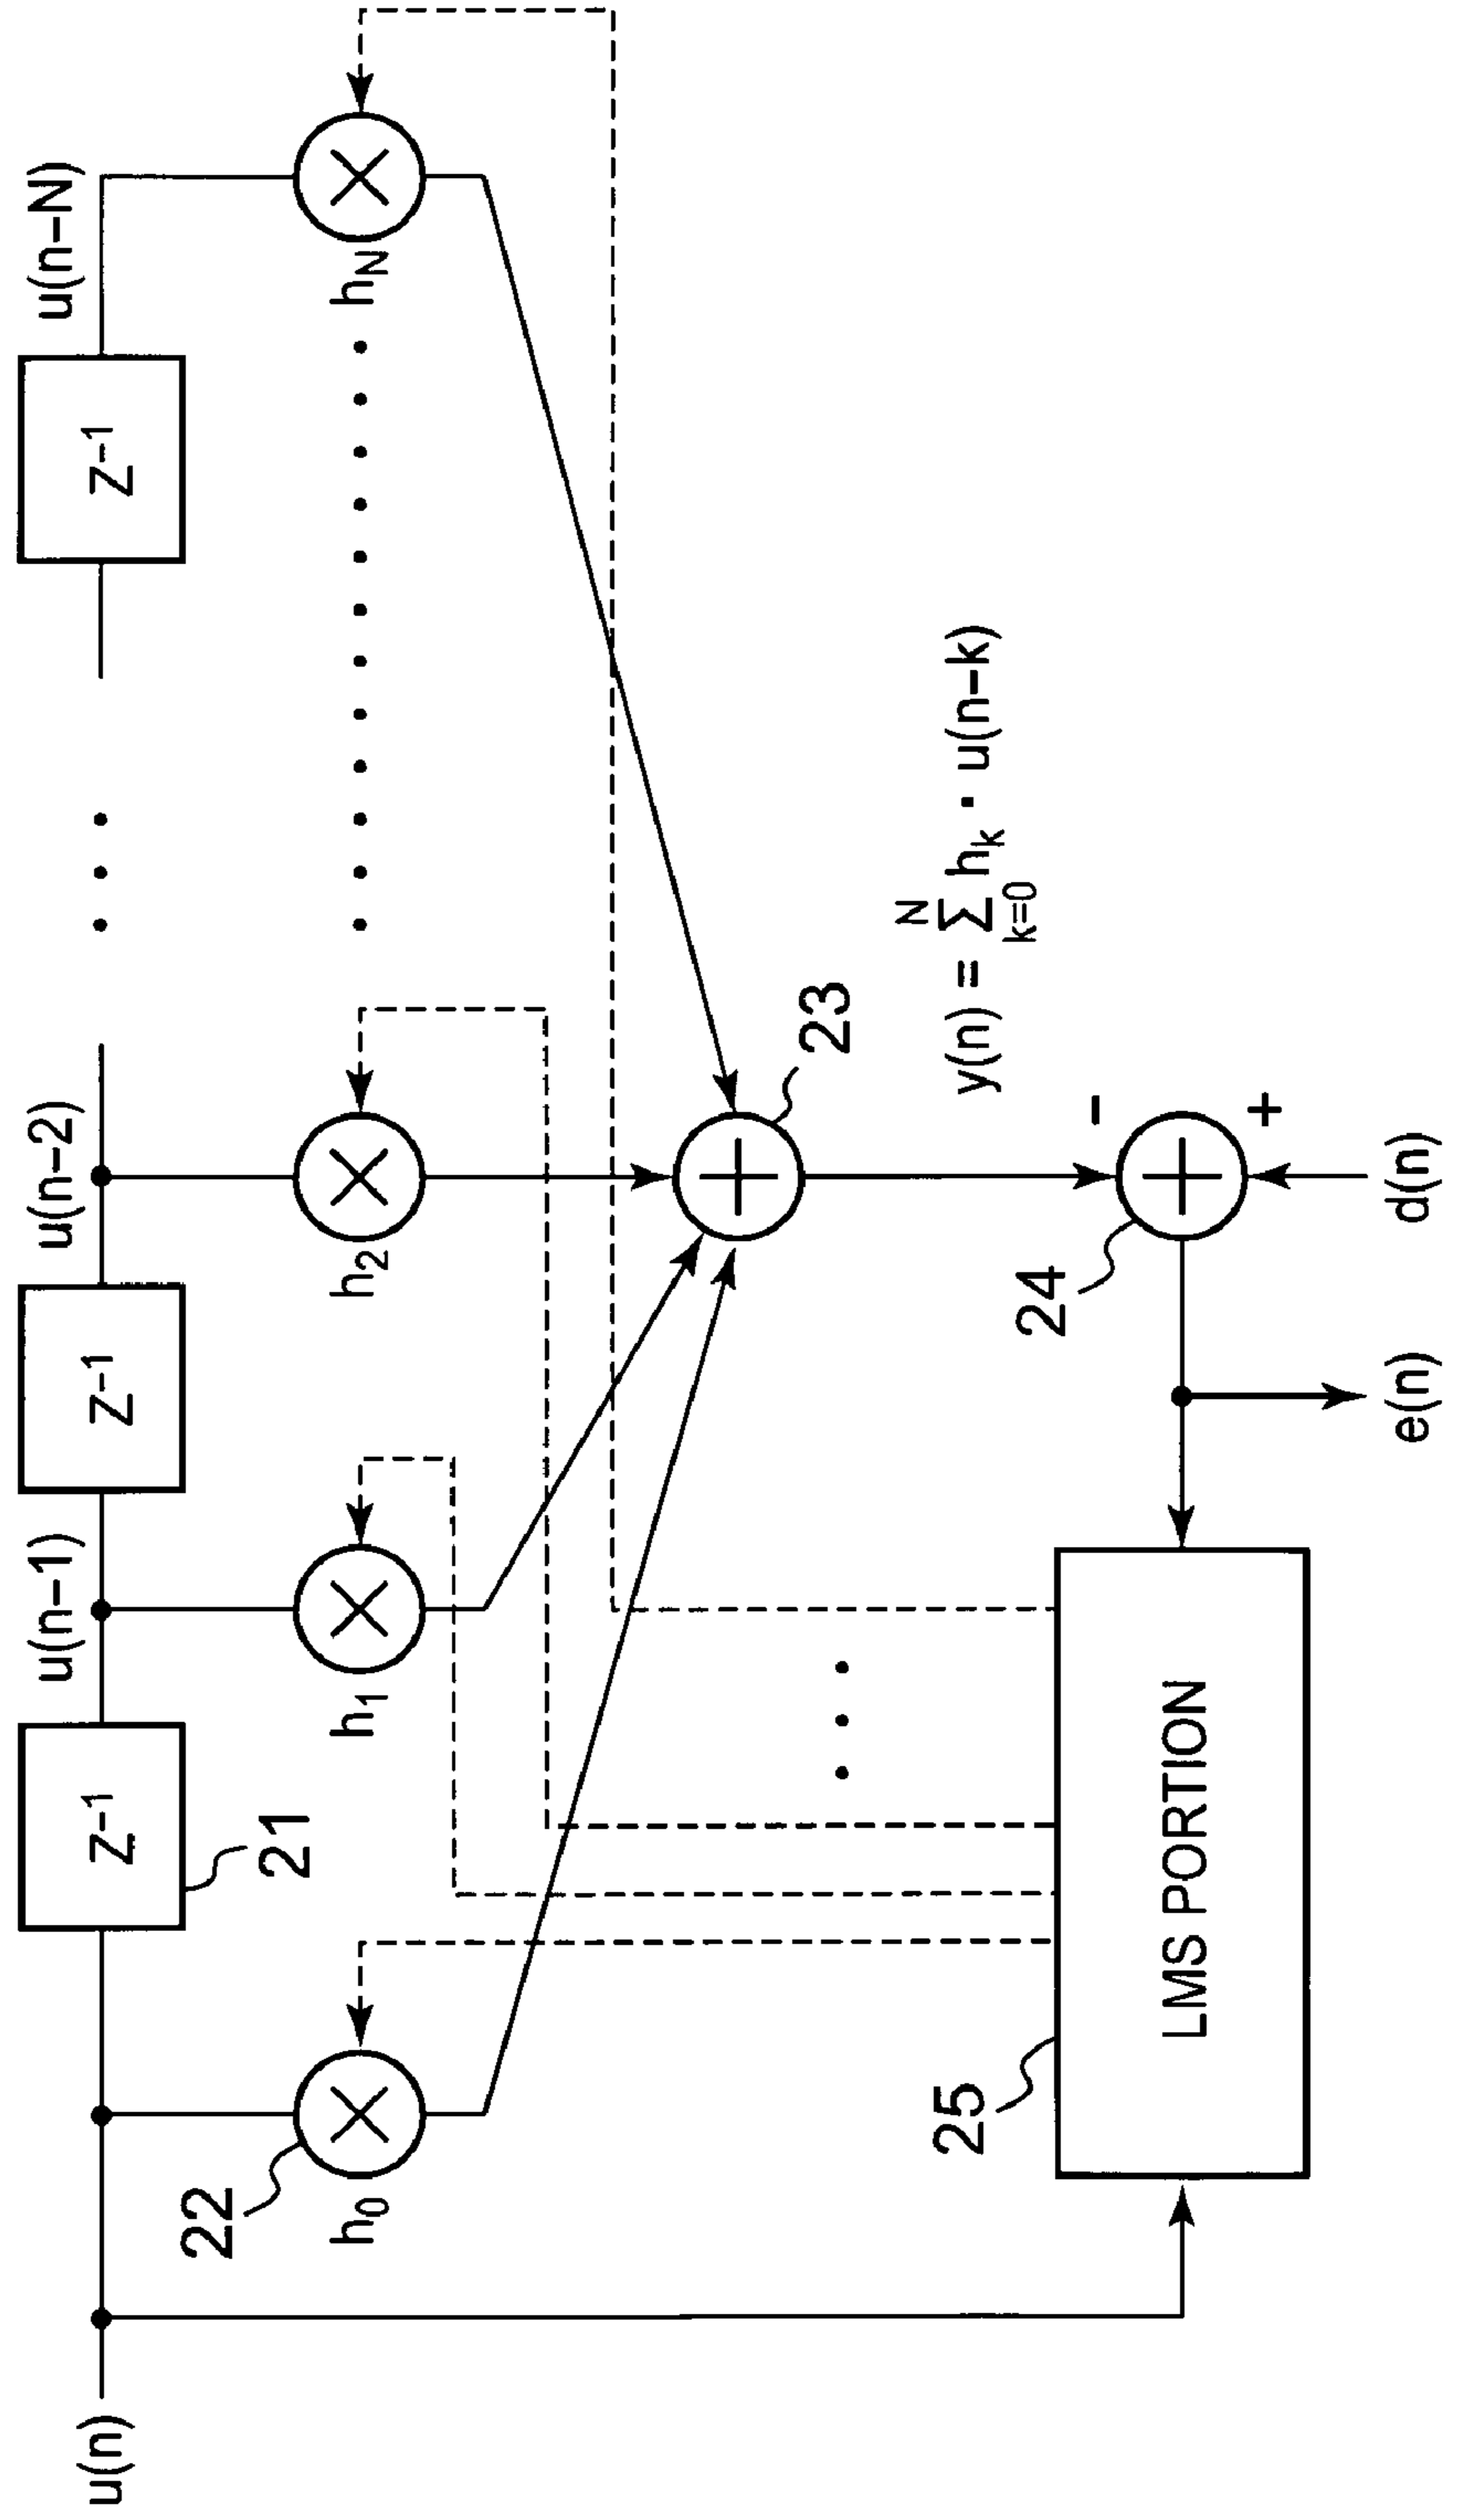 u(n)
u(n-1)
u(n-2)
u(n-N)
Z⁻¹
Z⁻¹
Z⁻¹
21
22
h₀
h₁
h₂
h_N
23
y(n) = Σ_{k=0}^{N} h_k · u(n-k)
24
-
+
25
LMS PORTION
e(n)
d(n)